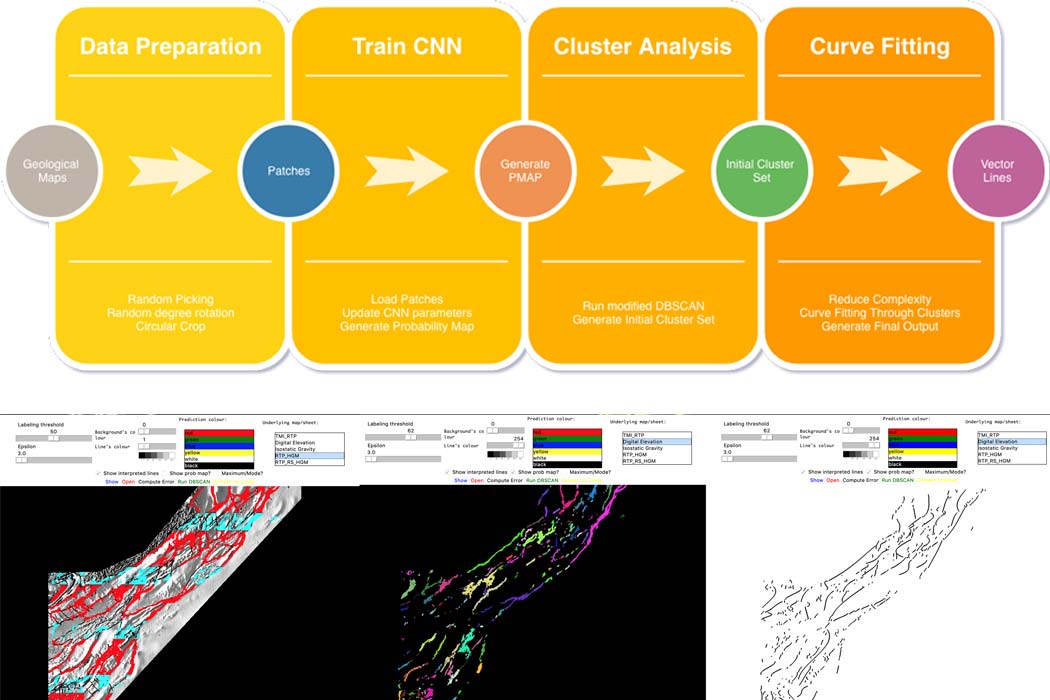 Data Preparation
Train CNN
Cluster Analysis
Curve Fitting
Geological
Maps
Patches
Generate
PMAP
Initial Cluster
Set
Vector
Lines
Random Picking
Random degree rotation
Circular Crop
Load Patches
Update CNN parameters
Generate Probability Map
Run modified DBSCAN
Generate Initial Cluster Set
Reduce Complexity
Curve Fitting Through Clusters
Generate Final Output
Labeling threshold
50
Epsilon
3.0
0
Background's co
lour
1
Line's colour
Prediction colour:
red
green
blue
yellow
white
black
Underlying map/sheet:
TMI_RTP
Digital Elevation
Isostatic Gravity
RTP_HGM
RTP_RS_HGM
Show interpreted lines
Show prob map?
Maximum/Mode?
Show Open Compute Error Run DBSCAN
Labeling threshold
62
Epsilon
3.0
0
Background's co
lour
254
Line's colour
Prediction colour:
red
green
blue
yellow
white
black
Underlying map/sheet:
TMI_RTP
Digital Elevation
Isostatic Gravity
RTP_HGM
RTP_RS_HGM
Show interpreted lines
Show prob map?
Maximum/Mode?
Show Open Compute Error Run DBSCAN
Labeling threshold
62
Epsilon
3.0
0
Background's co
lour
254
Line's colour
Prediction colour:
red
green
blue
yellow
white
black
Underlying map/sheet:
TMI_RTP
Digital Elevation
Isostatic Gravity
RTP_HGM
RTP_RS_HGM
Show interpreted lines
Show prob map?
Maximum/Mode?
Show Open Compute Error Run DBSCAN